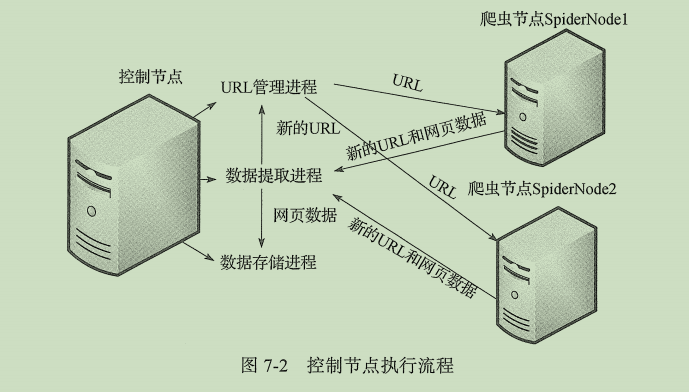 爬虫节点SpiderNode1
控制节点
URL管理进程
URL
新的URL
新的URL和网页数据
数据提取进程
URL
爬虫节点SpiderNode2
网页数据
新的URL和网页数据
数据存储进程
图 7-2 控制节点执行流程